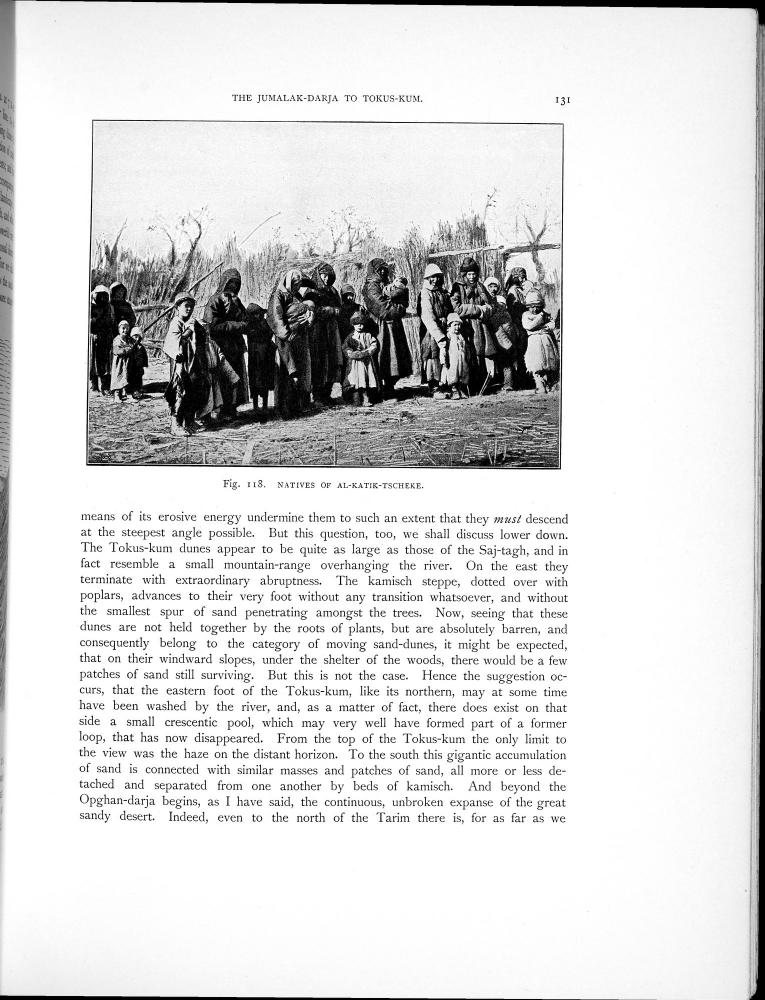 THE JUMALAK-DARJA TO TOKUS-KUM. 131
Fig. 118. NATIVES OF AL-KATIK-TSCHEKE.
means of its erosive energy undermine them to such an extent that they must descend
at the steepest angle possible. But this question, too, we shall discuss lower down.
The Tokus-kum dunes appear to be quite as large as those of the Saj-tagh, and in
fact resemble a small mountain-range overhanging the river. On the east they
terminate with extraordinary abruptness. The kamisch steppe, dotted over with
poplars, advances to their very foot without any transition whatsoever, and without
the smallest spur of sand penetrating amongst the trees. Now, seeing that these
dunes are not held together by the roots of plants, but are absolutely barren, and
consequently belong to the category of moving sand-dunes, it might be expected,
that on their windward slopes, under the shelter of the woods, there would be a few
patches of sand still surviving. But this is not the case. Hence the suggestion oc-
curs, that the eastern foot of the Tokus-kum, like its northern, may at some time
have been washed by the river, and, as a matter of fact, there does exist on that
side a small crescentic pool, which may very well have formed part of a former
loop, that has now disappeared. From the top of the Tokus-kum the only limit to
the view was the haze on the distant horizon. To the south this gigantic accumulation
of sand is connected with similar masses and patches of sand, all more or less de-
tached and separated from one another by beds of kamisch. And beyond the
Opghan-darja begins, as I have said, the continuous, unbroken expanse of the great
sandy desert. Indeed, even to the north of the Tarim there is, for as far as we